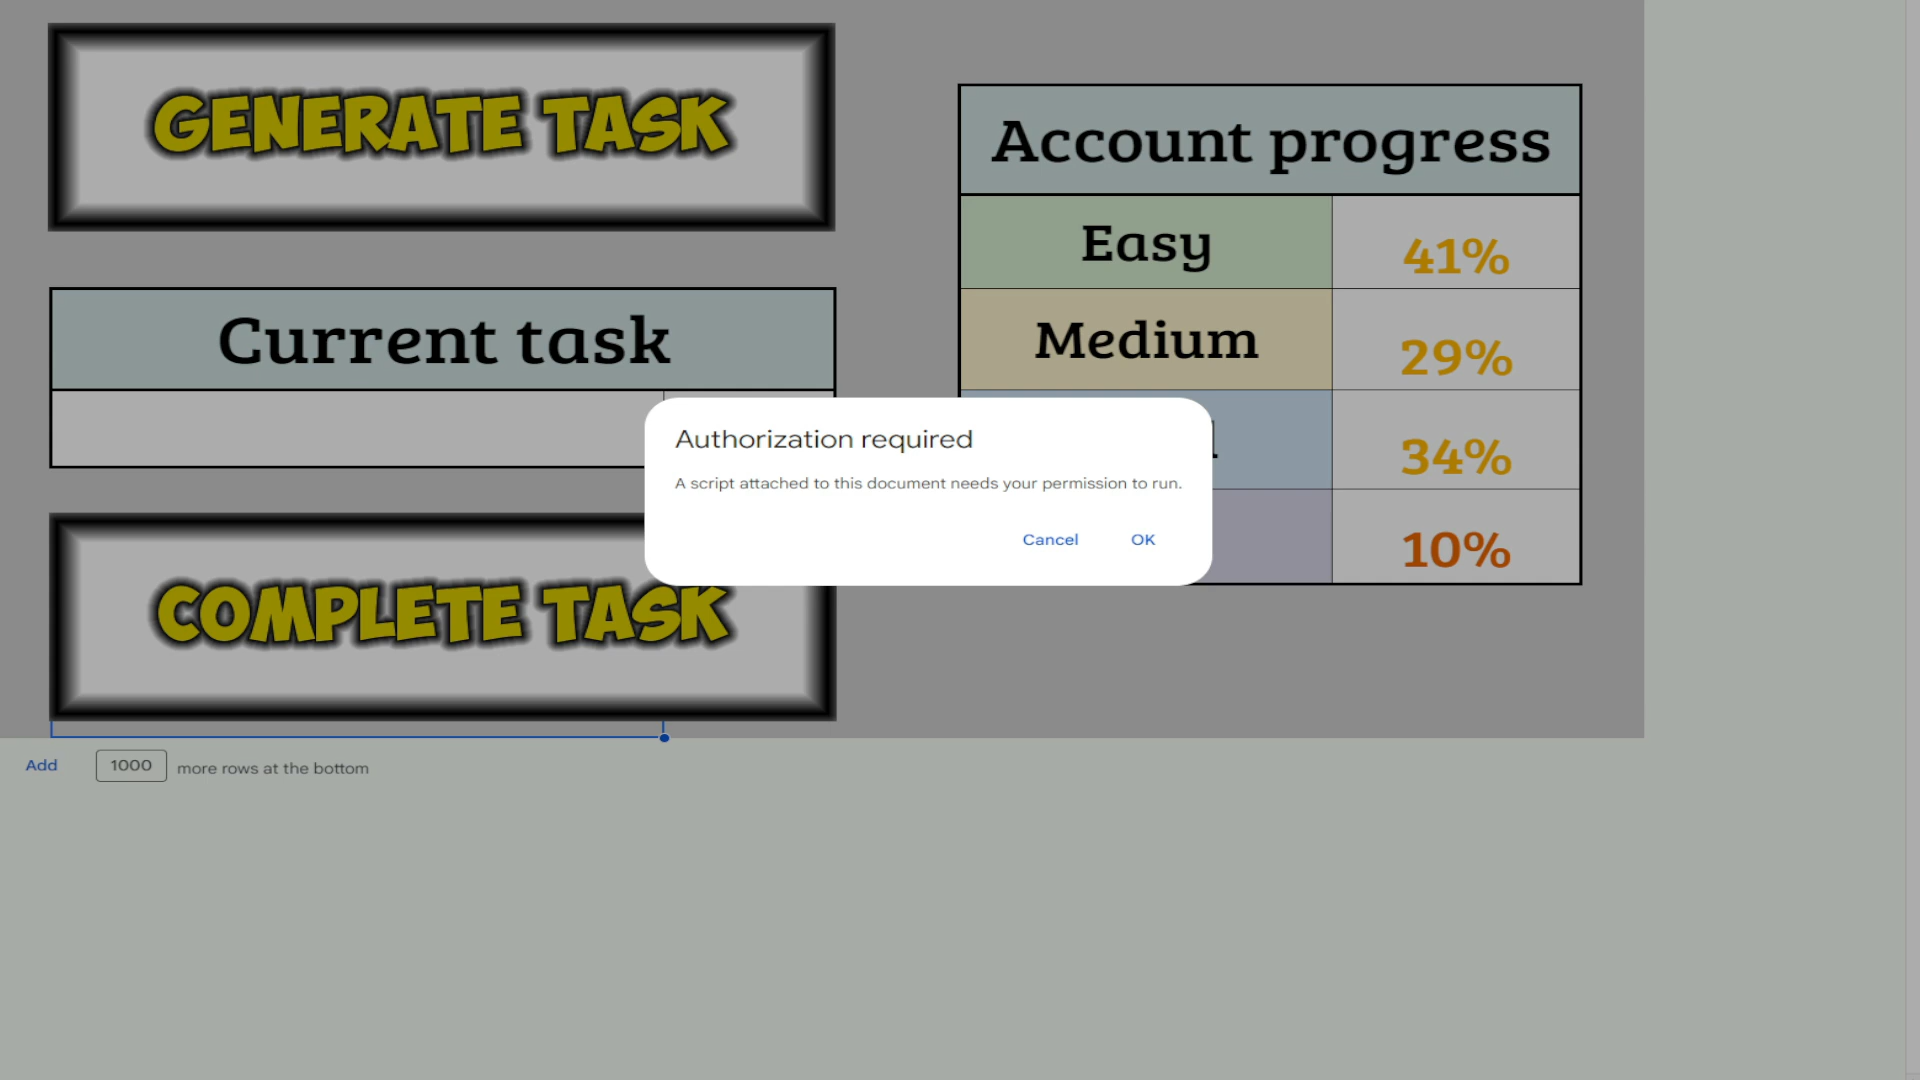 GENERATE TASK
Account progress
Easy
41%
Current task
Medium
29%
34%
Authorization required
A script attached to this document needs your permission to run.
Cancel
OK
10%
COMPLETE TASK
Add
1000
more rows at the bottom